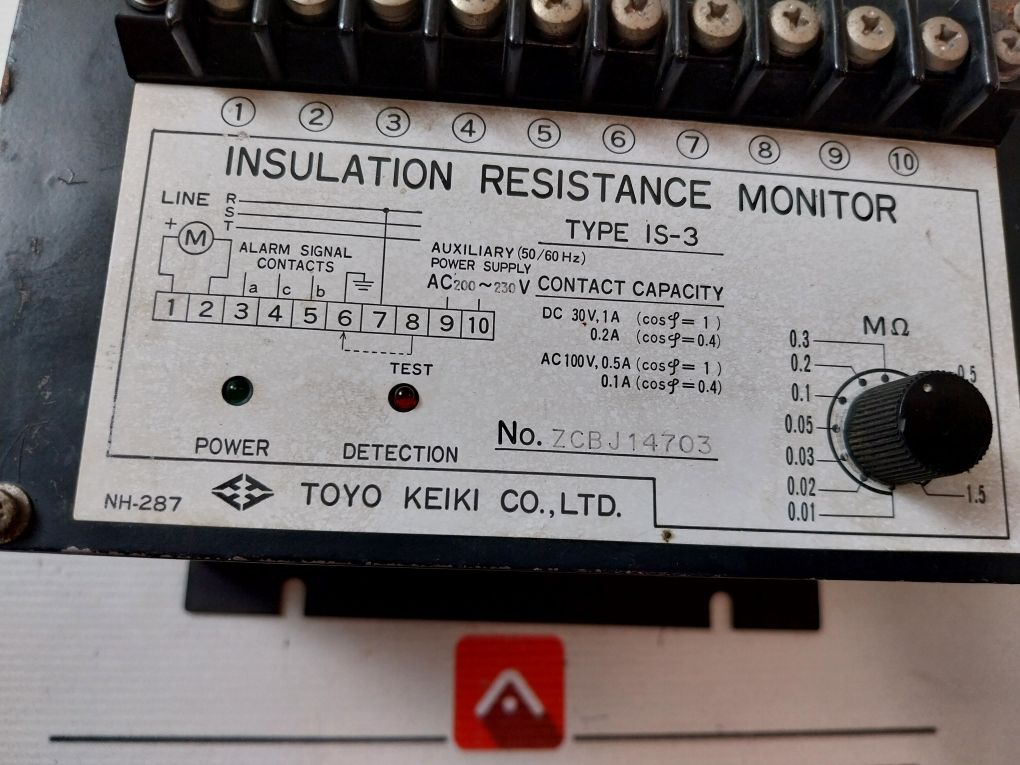 ① ② ③ ④ ⑤ ⑥ ⑦ ⑧ ⑨ ⑩
INSULATION RESISTANCE MONITOR
TYPE IS-3
LINE R
S
T
+ M
ALARM SIGNAL
CONTACTS
a c b
AUXILIARY (50/60Hz)
POWER SUPPLY
AC 200~230 V
1 2 3 4 5 6 7 8 9 10
TEST
CONTACT CAPACITY
DC 30V, 1A (cosφ= 1 )
0.2A (cosφ=0.4)
AC 100V, 0.5A (cosφ= 1 )
0.1A (cosφ=0.4)
MΩ
0.3
0.2
0.1
0.05
0.03
0.02
0.01
0.5
1.5
POWER
DETECTION
No. ZCBJ14703
NH-287
TOYO KEIKI CO., LTD.